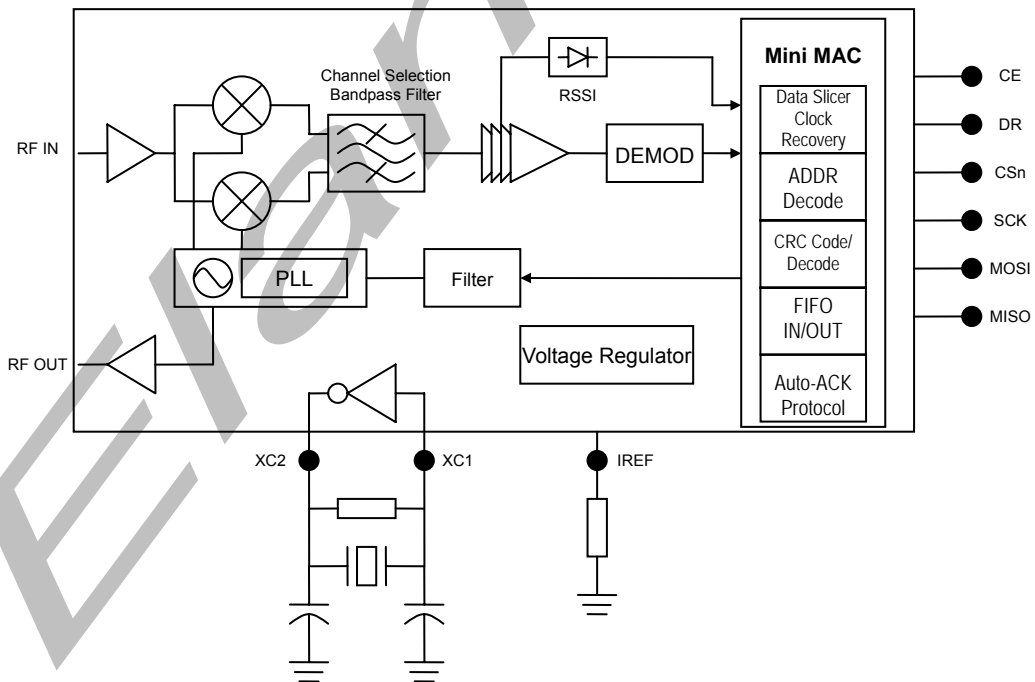 Mini MAC
CE
Channel Selection
Bandpass Filter
RSSI
Data Slicer
Clock
Recovery
DR
RF IN
DEMOD
CSn
ADDR
Decode
SCK
CRC Code/
Decode
PLL
Filter
MOSI
FIFO
IN/OUT
MISO
RF OUT
Voltage Regulator
Auto-ACK
Protocol
XC2
XC1
IREF
Elan